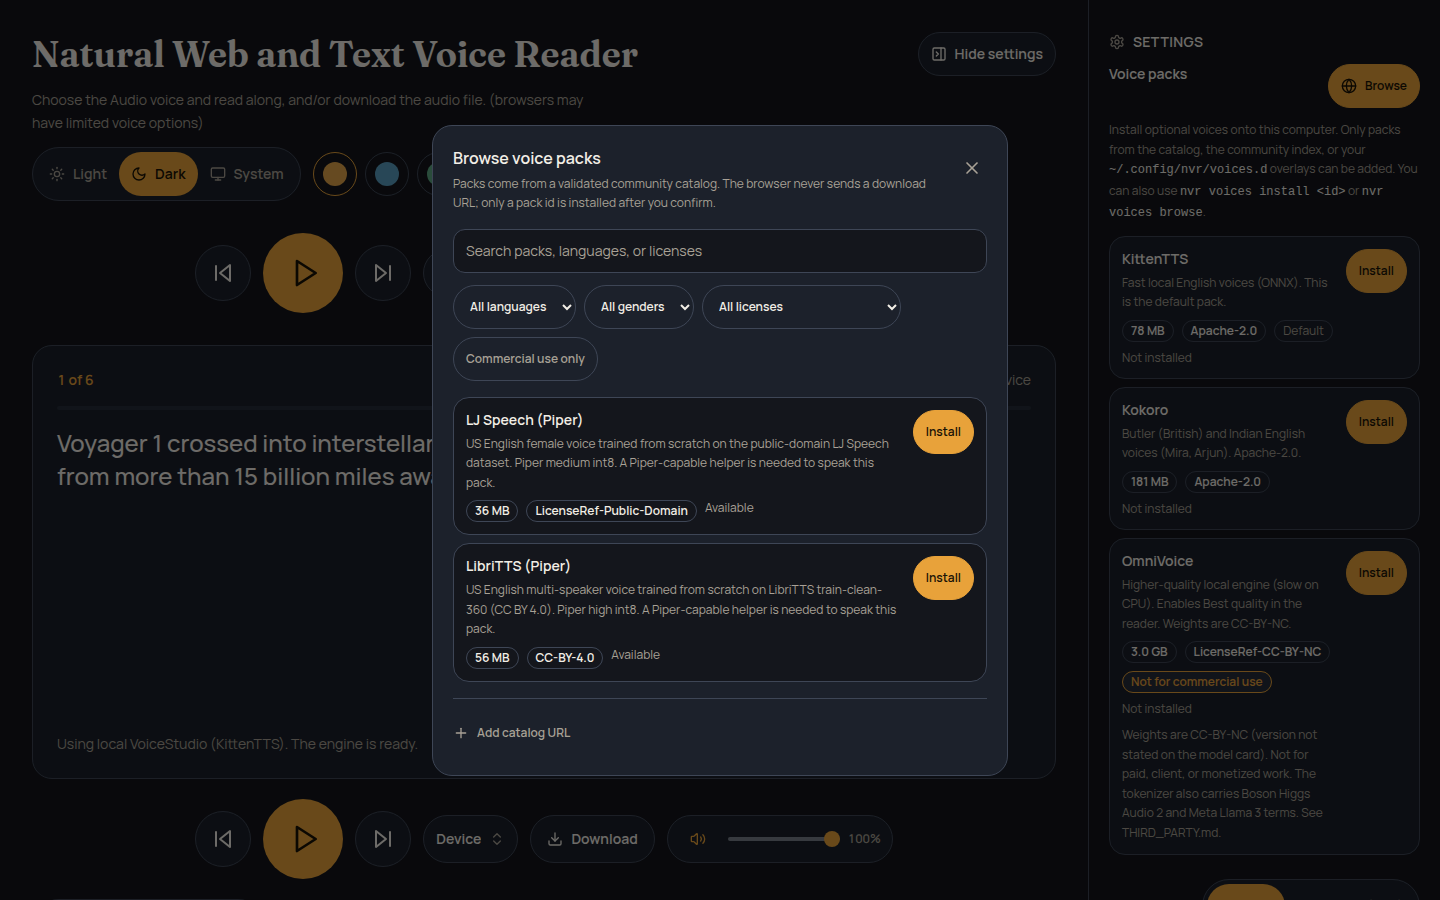 Natural Web and Text Voice Reader
Hide settings
Choose the Audio voice and read along, and/or download the audio file. (browsers may
have limited voice options)
Light
Dark
System
1 of 6
vice
Voyager 1 crossed into interstellar
from more than 15 billion miles aw
Using local VoiceStudio (KittenTTS). The engine is ready.
Device
Download
100%
Browse voice packs
Packs come from a validated community catalog. The browser never sends a download
URL; only a pack id is installed after you confirm.
Search packs, languages, or licenses
All languages
All genders
All licenses
Commercial use only
LJ Speech (Piper)
Install
US English female voice trained from scratch on the public-domain LJ Speech
dataset. Piper medium int8. A Piper-capable helper is needed to speak this
pack.
36 MB
LicenseRef-Public-Domain
Available
LibriTTS (Piper)
Install
US English multi-speaker voice trained from scratch on LibriTTS train-clean-
360 (CC BY 4.0). Piper high int8. A Piper-capable helper is needed to speak this
pack.
56 MB
CC-BY-4.0
Available
Add catalog URL
SETTINGS
Voice packs
Browse
Install optional voices onto this computer. Only packs
from the catalog, the community index, or your
~/.config/nvr/voices.d overlays can be added. You
can also use nvr voices install <id> or nvr
voices browse.
KittenTTS
Install
Fast local English voices (ONNX). This
is the default pack.
78 MB
Apache-2.0
Default
Not installed
Kokoro
Install
Butler (British) and Indian English
voices (Mira, Arjun). Apache-2.0.
181 MB
Apache-2.0
Not installed
OmniVoice
Install
Higher-quality local engine (slow on
CPU). Enables Best quality in the
reader. Weights are CC-BY-NC.
3.0 GB
LicenseRef-CC-BY-NC
Not for commercial use
Not installed
Weights are CC-BY-NC (version not
stated on the model card). Not for
paid, client, or monetized work. The
tokenizer also carries Boson Higgs
Audio 2 and Meta Llama 3 terms. See
THIRD_PARTY.md.